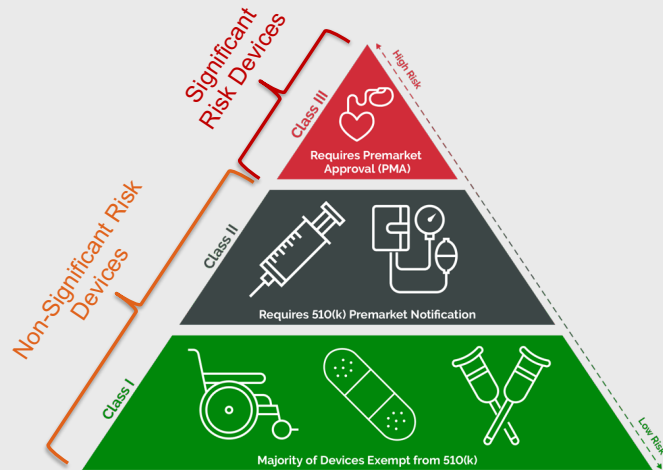 Significant
Risk Devices
High Risk
Class III
Requires Premarket
Approval (PMA)
Non-Significant Risk
Devices
Class II
Requires 510(k) Premarket Notification
Class I
Low Risk
Majority of Devices Exempt from 510(k)